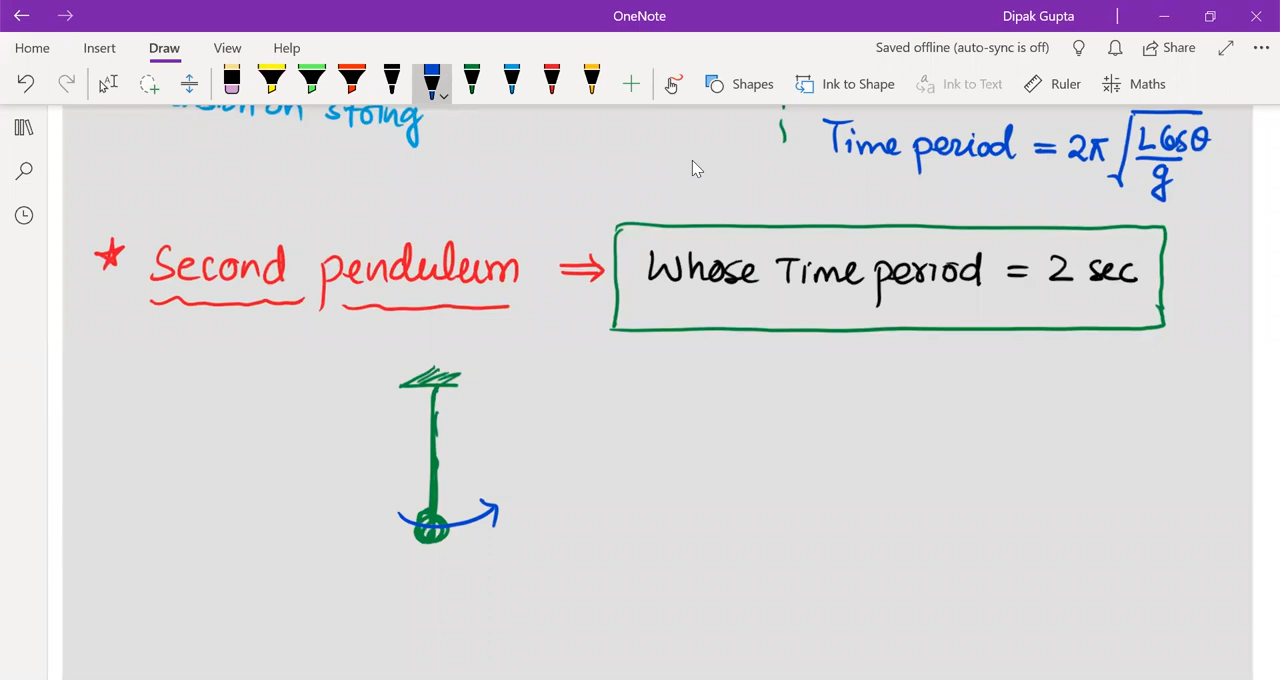 OneNote
Dipak Gupta
Home Insert Draw View Help
Saved offline (auto-sync is off) Share
Shapes Ink to Shape Ink to Text Ruler Maths
string
Time period = 2π √(L Cosθ / g)
* Second pendulum ⇒ Whose Time period = 2 sec